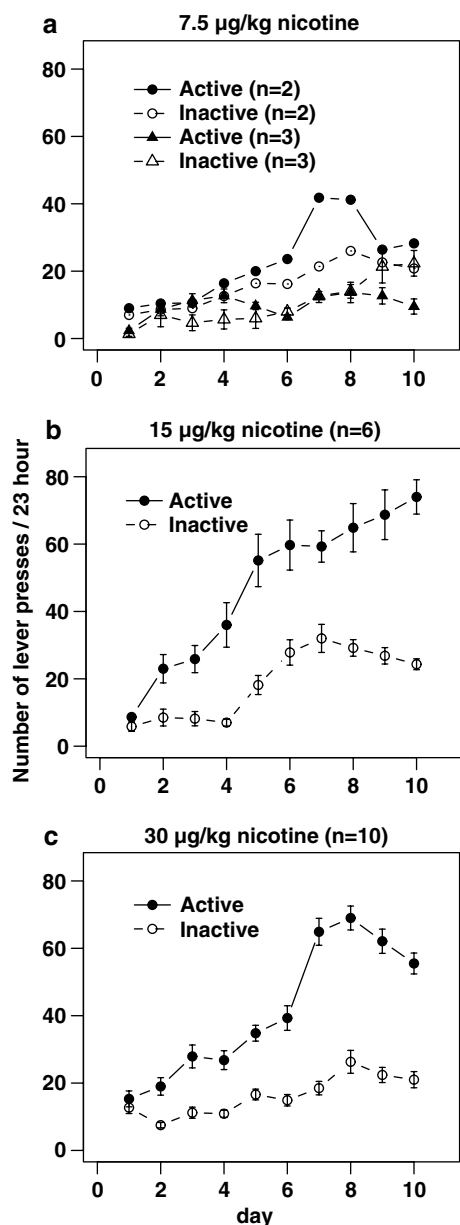 a 7.5 µg/kg nicotine
80
60
40
20
0
Active (n=2)
Inactive (n=2)
Active (n=3)
Inactive (n=3)
0 2 4 6 8 10
b 15 µg/kg nicotine (n=6)
80
60
40
20
0
Active
Inactive
0 2 4 6 8 10
Number of lever presses / 23 hour
c 30 µg/kg nicotine (n=10)
80
60
40
20
0
Active
Inactive
0 2 4 6 8 10
day